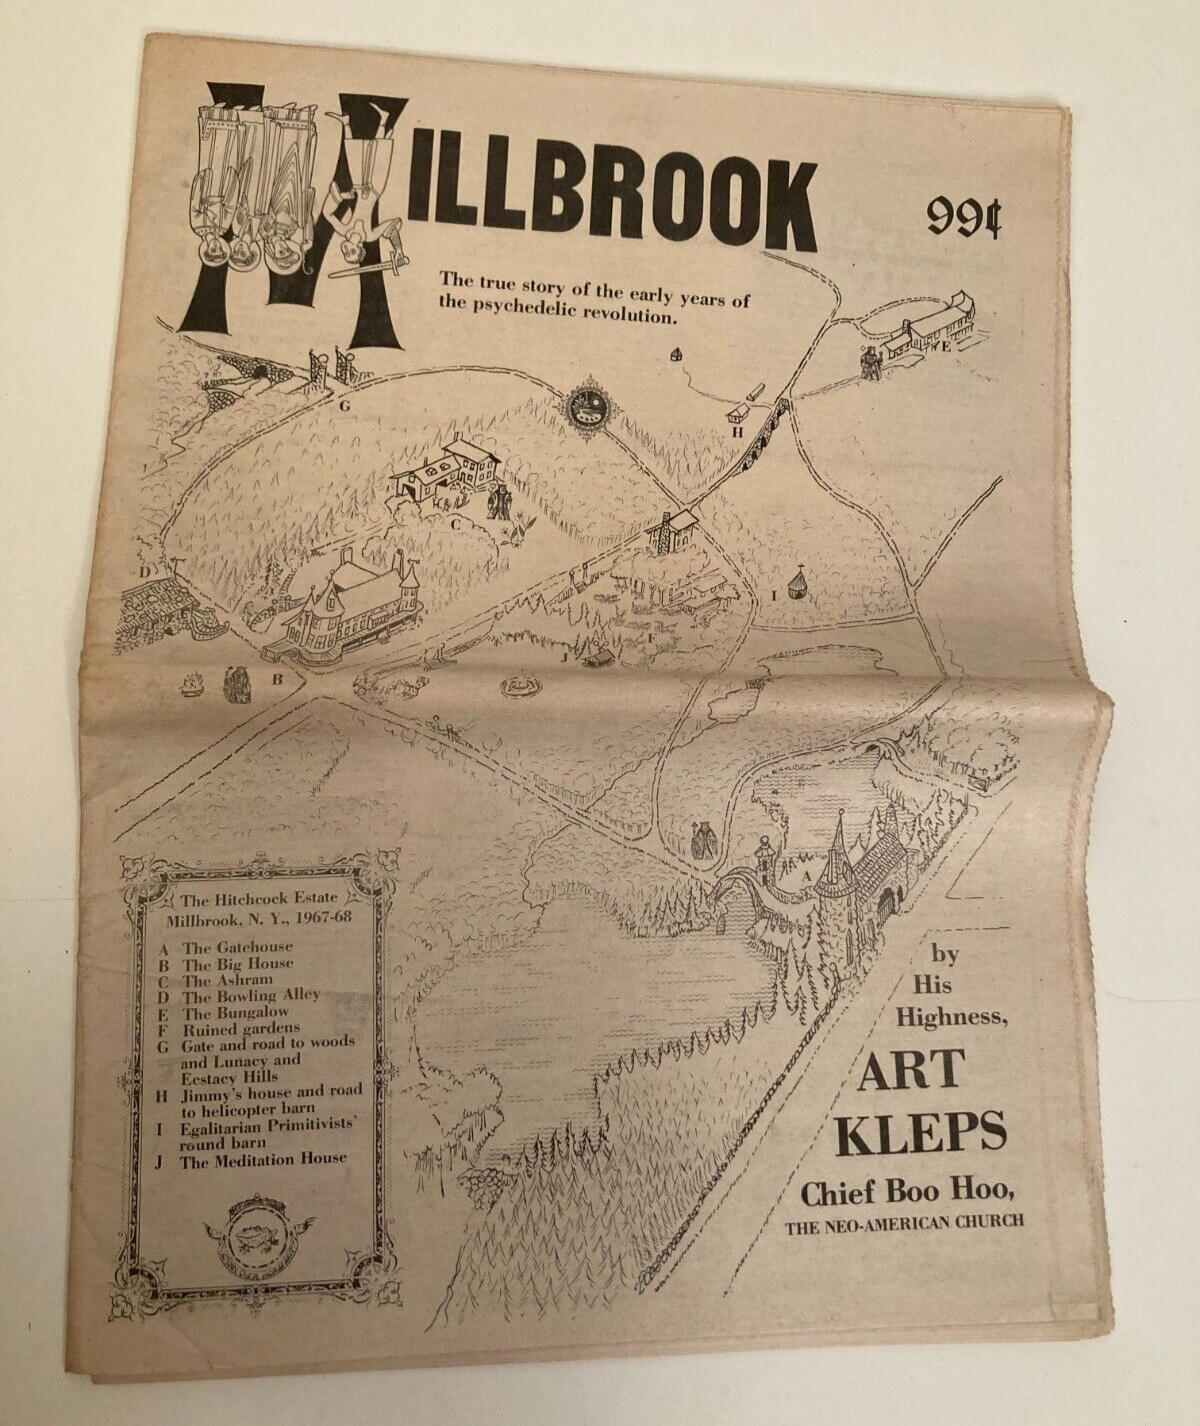 MILLBROOK
99¢
The true story of the early years of
the psychedelic revolution.
E
G
H
C
D
I
F
J
B
A
The Hitchcock Estate
Millbrook, N. Y., 1967-68
A The Gatehouse
B The Big House
C The Ashram
D The Bowling Alley
E The Bungalow
F Ruined gardens
G Gate and road to woods
and Lunacy and
Ecstacy Hills
H Jimmy's house and road
to helicopter barn
I Egalitarian Primitivists'
round barn
J The Meditation House
by
His
Highness,
ART
KLEPS
Chief Boo Hoo,
THE NEO-AMERICAN CHURCH